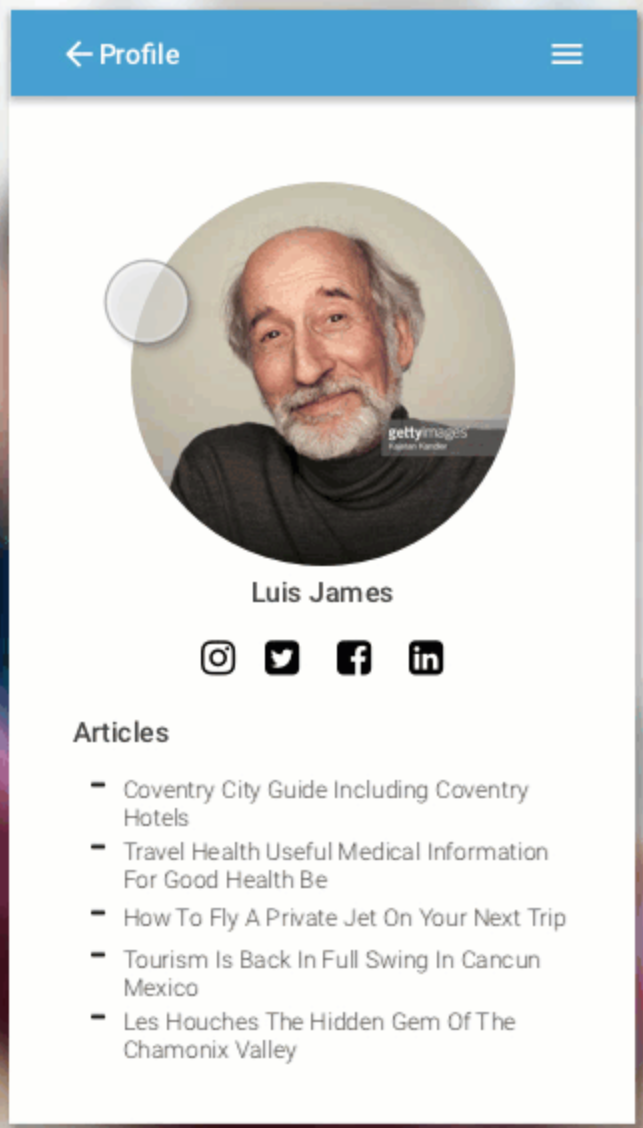 Profile
gettyimages
Luis James
in
Articles
Coventry City Guide Including Coventry
Hotels
Travel Health Useful Medical Information
For Good Health Be
How To Fly A Private Jet On Your Next Trip
Tourism Is Back In Full Swing In Cancun
Mexico
Les Houches The Hidden Gem Of The
Chamonix Valley